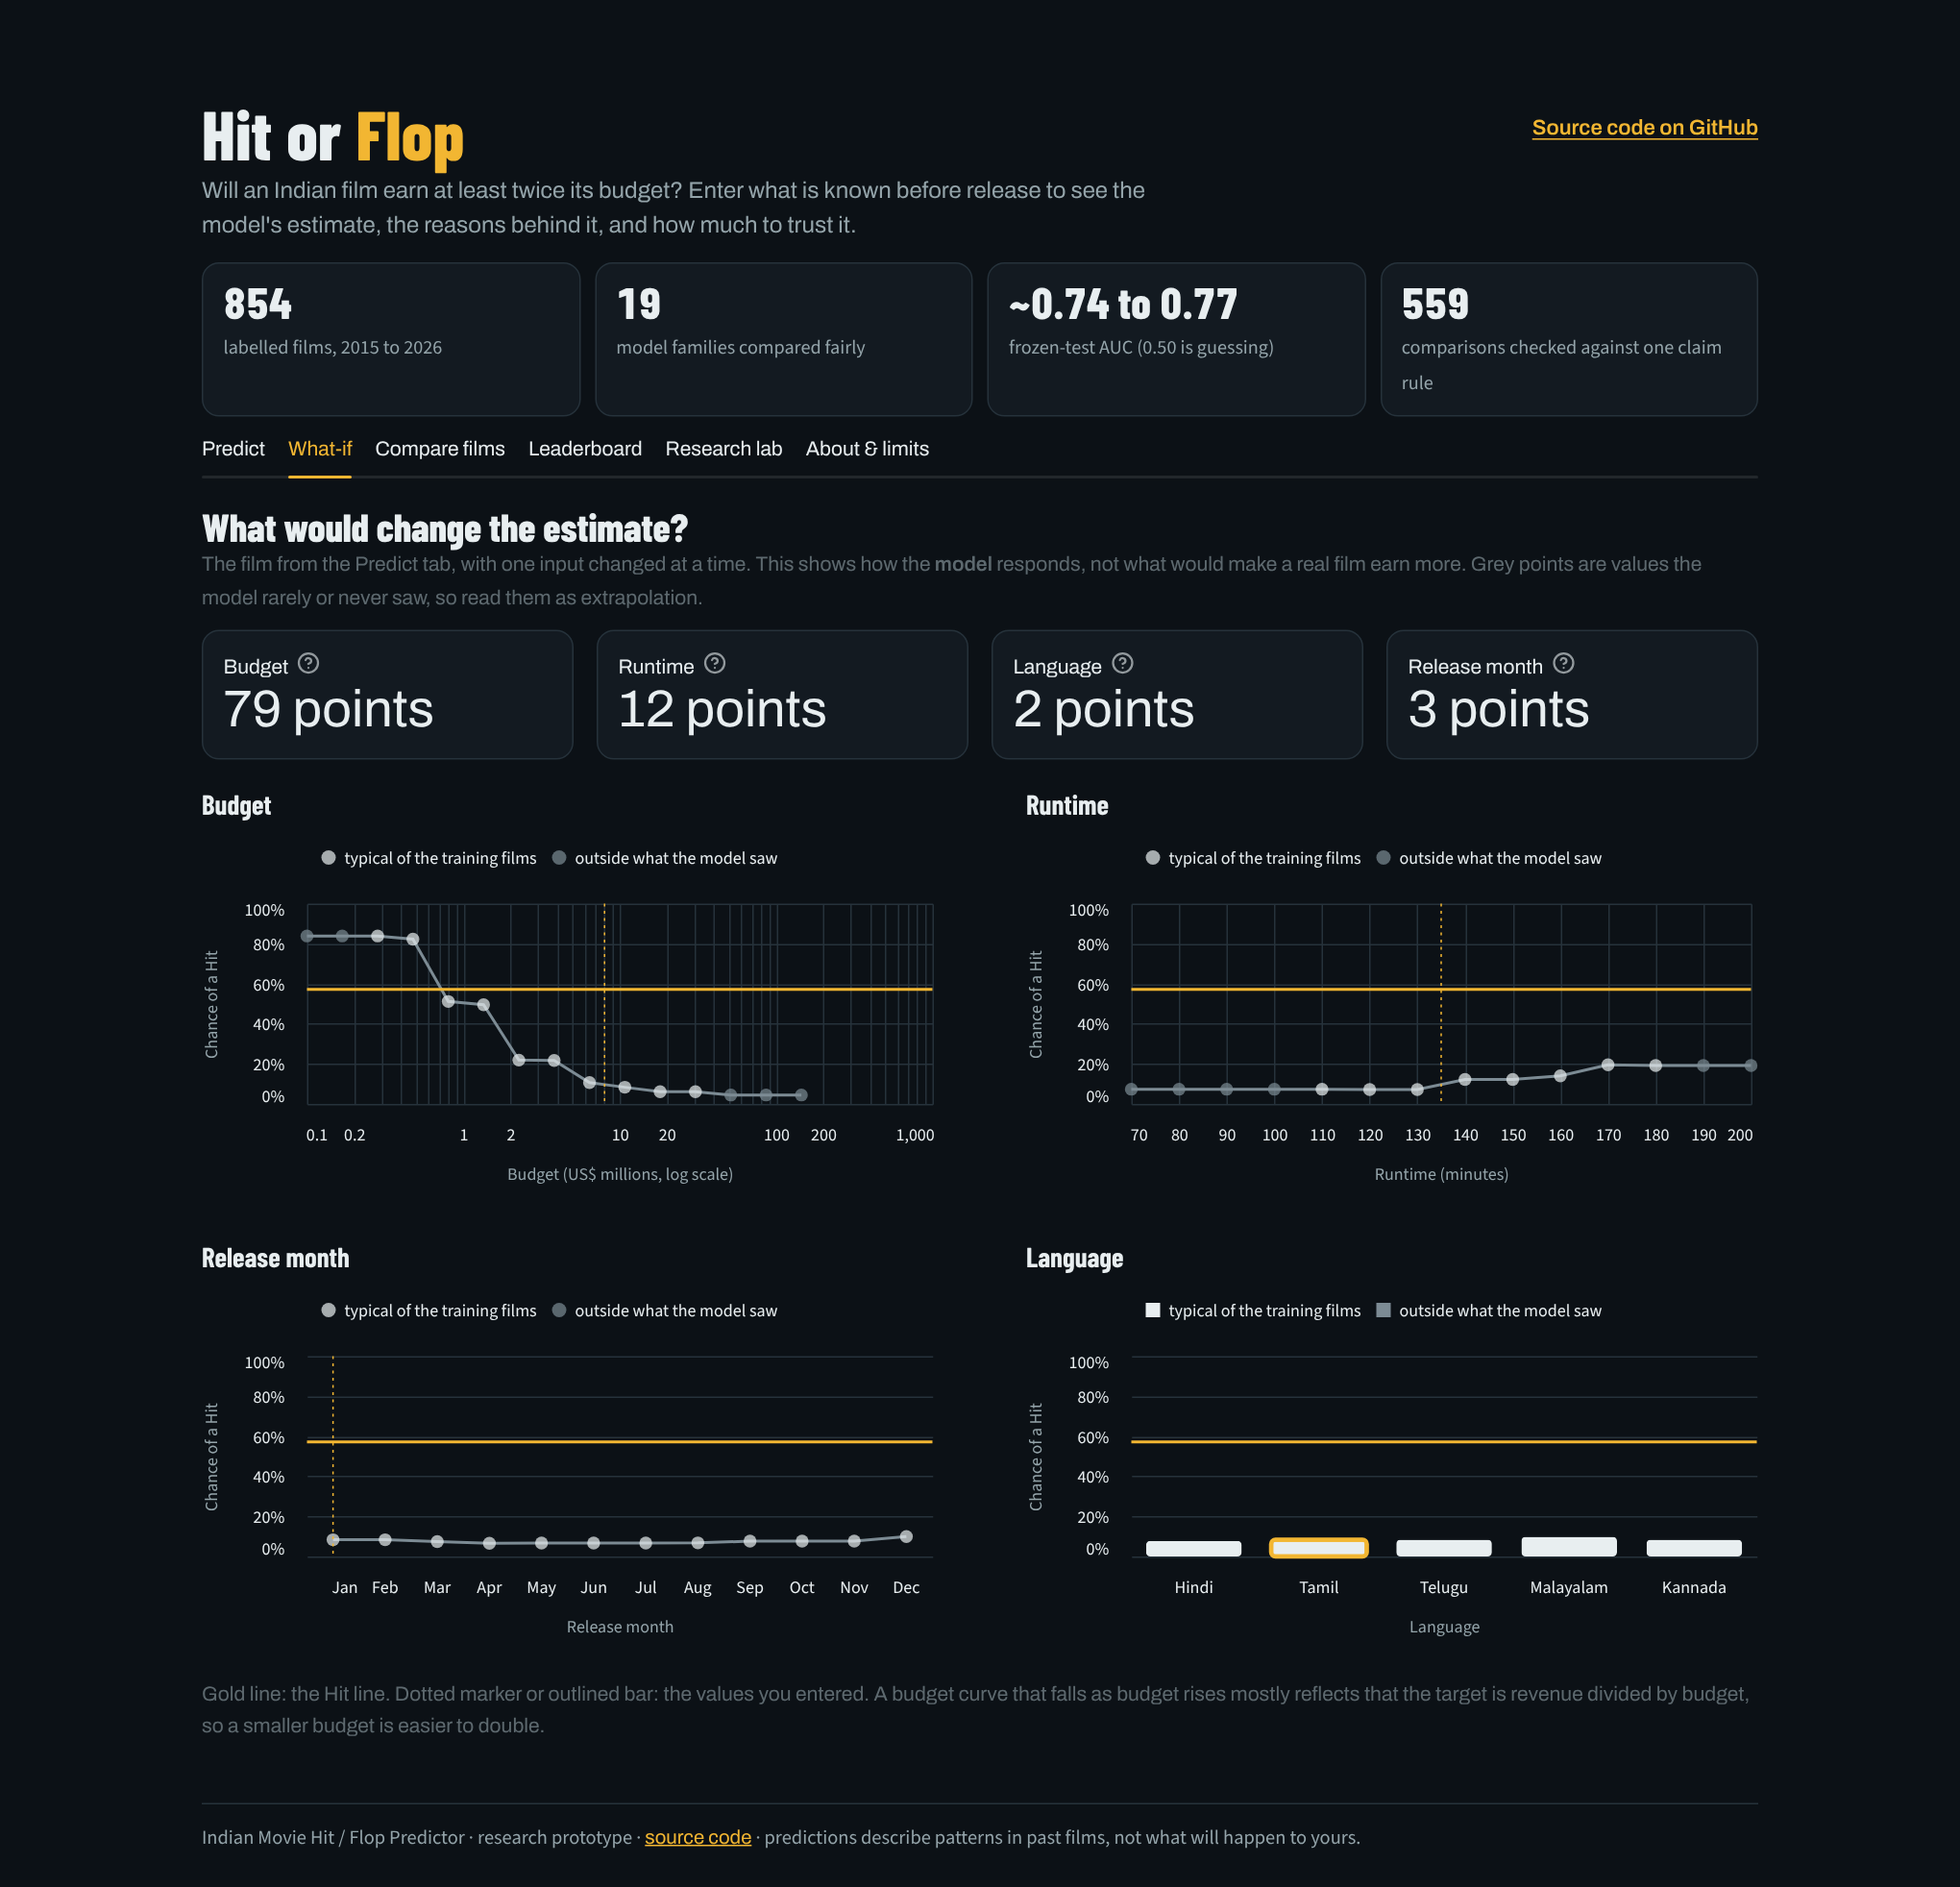 Hit or Flop
Source code on GitHub
Will an Indian film earn at least twice its budget? Enter what is known before release to see the
model's estimate, the reasons behind it, and how much to trust it.
854
labelled films, 2015 to 2026
19
model families compared fairly
~0.74 to 0.77
frozen-test AUC (0.50 is guessing)
559
comparisons checked against one claim
rule
Predict What-if Compare films Leaderboard Research lab About & limits
What would change the estimate?
The film from the Predict tab, with one input changed at a time. This shows how the model responds, not what would make a real film earn more. Grey points are values the
model rarely or never saw, so read them as extrapolation.
Budget
79 points
Runtime
12 points
Language
2 points
Release month
3 points
Budget
typical of the training films outside what the model saw
Chance of a Hit
100%
80%
60%
40%
20%
0%
0.1 0.2 1 2 10 20 100 200 1,000
Budget (US$ millions, log scale)
Runtime
typical of the training films outside what the model saw
Chance of a Hit
100%
80%
60%
40%
20%
0%
70 80 90 100 110 120 130 140 150 160 170 180 190 200
Runtime (minutes)
Release month
typical of the training films outside what the model saw
Chance of a Hit
100%
80%
60%
40%
20%
0%
Jan Feb Mar Apr May Jun Jul Aug Sep Oct Nov Dec
Release month
Language
typical of the training films outside what the model saw
Chance of a Hit
100%
80%
60%
40%
20%
0%
Hindi Tamil Telugu Malayalam Kannada
Language
Gold line: the Hit line. Dotted marker or outlined bar: the values you entered. A budget curve that falls as budget rises mostly reflects that the target is revenue divided by budget,
so a smaller budget is easier to double.
Indian Movie Hit / Flop Predictor · research prototype · source code · predictions describe patterns in past films, not what will happen to yours.